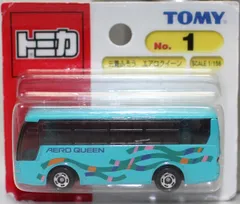 トミカ
TOMY
No. 1
三菱ふそう エアロクイーン
SCALE 1/156
AERO QUEEN